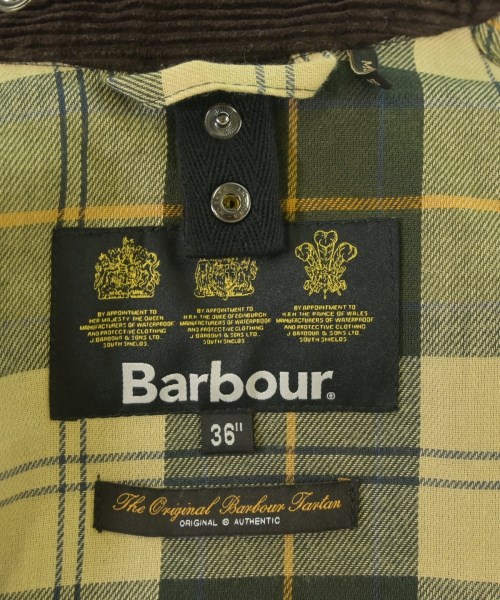 M
BY APPOINTMENT TO
HER MAJESTY THE QUEEN
MANUFACTURERS OF WATERPROOF
AND PROTECTIVE CLOTHING
J. BARBOUR & SONS LTD.
SOUTH SHIELDS.
BY APPOINTMENT TO
H.R.H. THE DUKE OF EDINBURGH
MANUFACTURERS OF WATERPROOF
AND PROTECTIVE CLOTHING
J. BARBOUR & SONS LTD.
SOUTH SHIELDS.
BY APPOINTMENT TO
H.R.H. THE PRINCE OF WALES
MANUFACTURERS OF WATERPROOF
AND PROTECTIVE CLOTHING
J. BARBOUR & SONS LTD.
SOUTH SHIELDS.
Barbour®
36"
The Original Barbour Tartan
ORIGINAL © AUTHENTIC